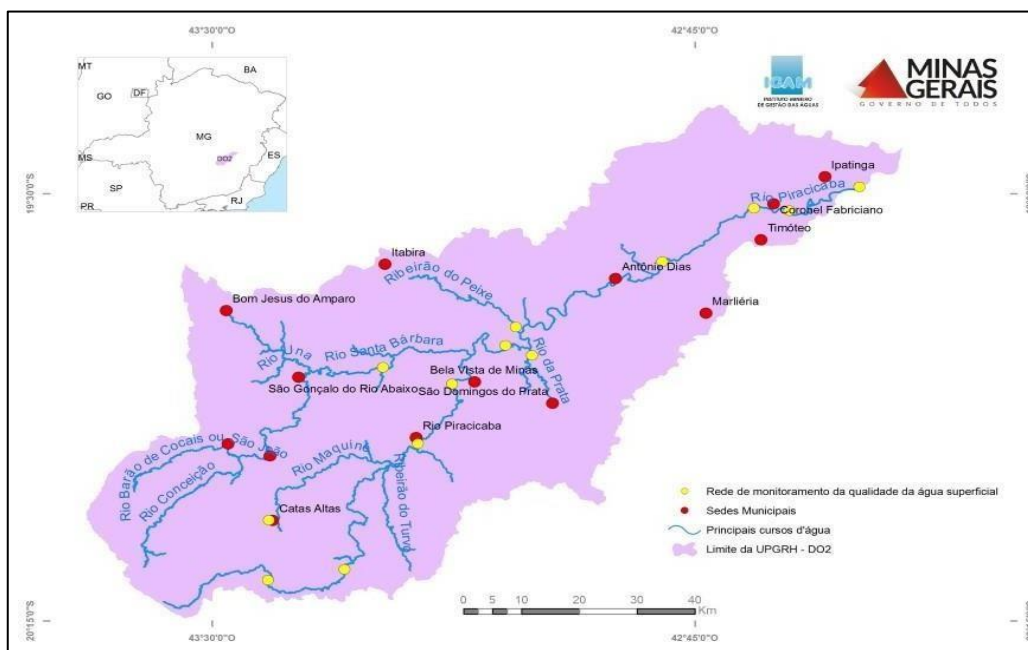 43°30'0"O
42°45'0"O
MT
BA
GO
DF
MG
DO2
ES
MS
SP
RJ
PR
IGAM
INSTITUTO MINEIRO
DE GESTÃO DAS ÁGUAS
MINAS
GERAIS
GOVERNO DE TODOS
19°30'0"S
Ipatinga
Rio Piracicaba
Coronel Fabriciano
Timóteo
Itabira
Ribeirão do Peixe
Antônio Dias
Bom Jesus do Amparo
Marliéria
Rio Una
Rio Santa Bárbara
Rio da Prata
Bela Vista de Minas
São Gonçalo do Rio Abaixo
São Domingos do Prata
Rio Piracicaba
Rio Barão de Cocais ou São João
Rio Maquiné
Rio Conceição
Ribeirão do Turvo
Catas Altas
Rede de monitoramento da qualidade da água superficial
Sedes Municipais
Principais cursos d'água
Limite da UPGRH - DO2
0 5 10 20 30 40
Km
20°15'0"S
43°30'0"O
42°45'0"O